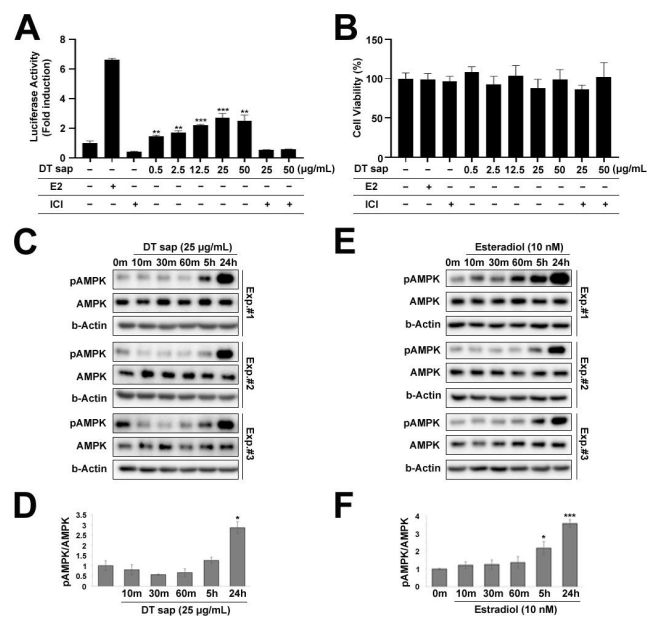 A
Luciferase Activity
(Fold induction)
8
6
4
2
0
** ** *** *** **
DT sap – – – 0.5 2.5 12.5 25 50 25 50 (μg/mL)
E2 – + – – – – – – – –
ICI – – + – – – – – + +
B
Cell Viability (%)
150
100
50
0
DT sap – – – 0.5 2.5 12.5 25 50 25 50 μg/mL
E2 – + – – – – – – – –
ICI – – + – – – – – + +
C
DT sap (25 μg/mL)
0m 10m 30m 60m 5h 24h
pAMPK
AMPK
b-Actin
Exp.#1
pAMPK
AMPK
b-Actin
Exp.#2
pAMPK
AMPK
b-Actin
Exp.#3
E
Esteradiol (10 nM)
0m 10m 30m 60m 5h 24h
pAMPK
AMPK
b-Actin
Exp.#1
pAMPK
AMPK
b-Actin
Exp.#2
pAMPK
AMPK
b-Actin
Exp.#3
D
pAMPK/AMPK
3.5
3
2.5
2
1.5
1
0.5
0
*
10m 30m 60m 5h 24h
DT sap (25 μg/mL)
F
pAMPK/AMPK
4
3
2
1
0
* ***
0m 10m 30m 60m 5h 24h
Estradiol (10 nM)